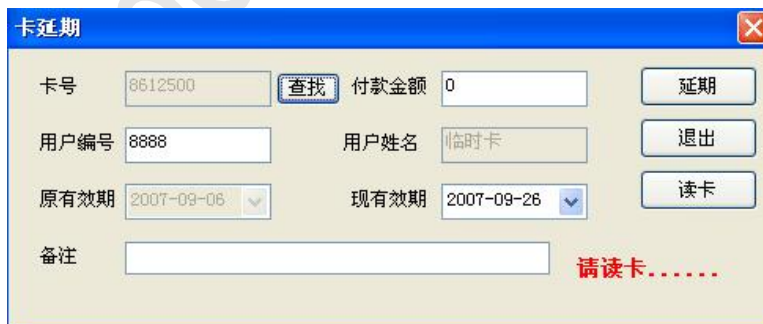 卡延期
卡号 8612500 查找 付款金额 0 延期
用户编号 8888 用户姓名 临时卡 退出
原有效期 2007-09-06 现有效期 2007-09-26 读卡
备注 请读卡......